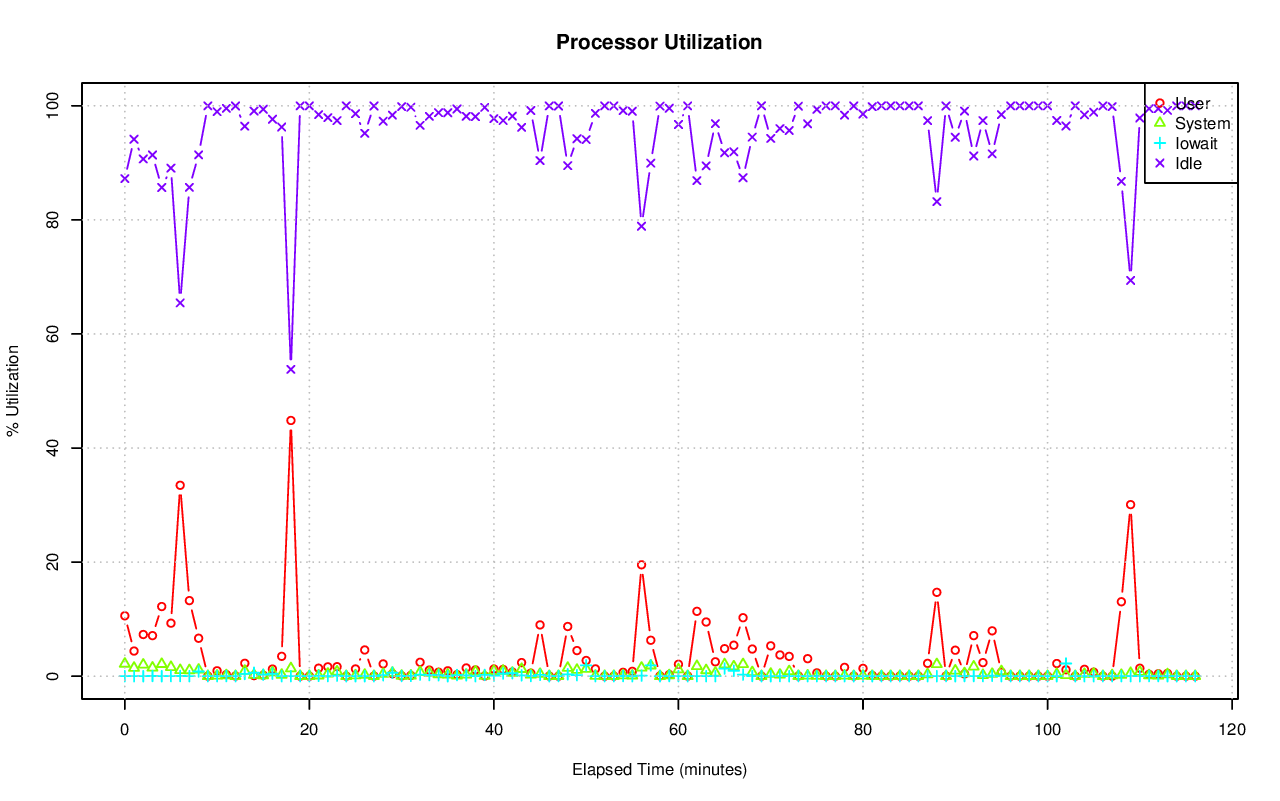 Processor Utilization
% Utilization
100
80
60
40
20
0
User
System
Iowait
Idle
0 20 40 60 80 100 120
Elapsed Time (minutes)